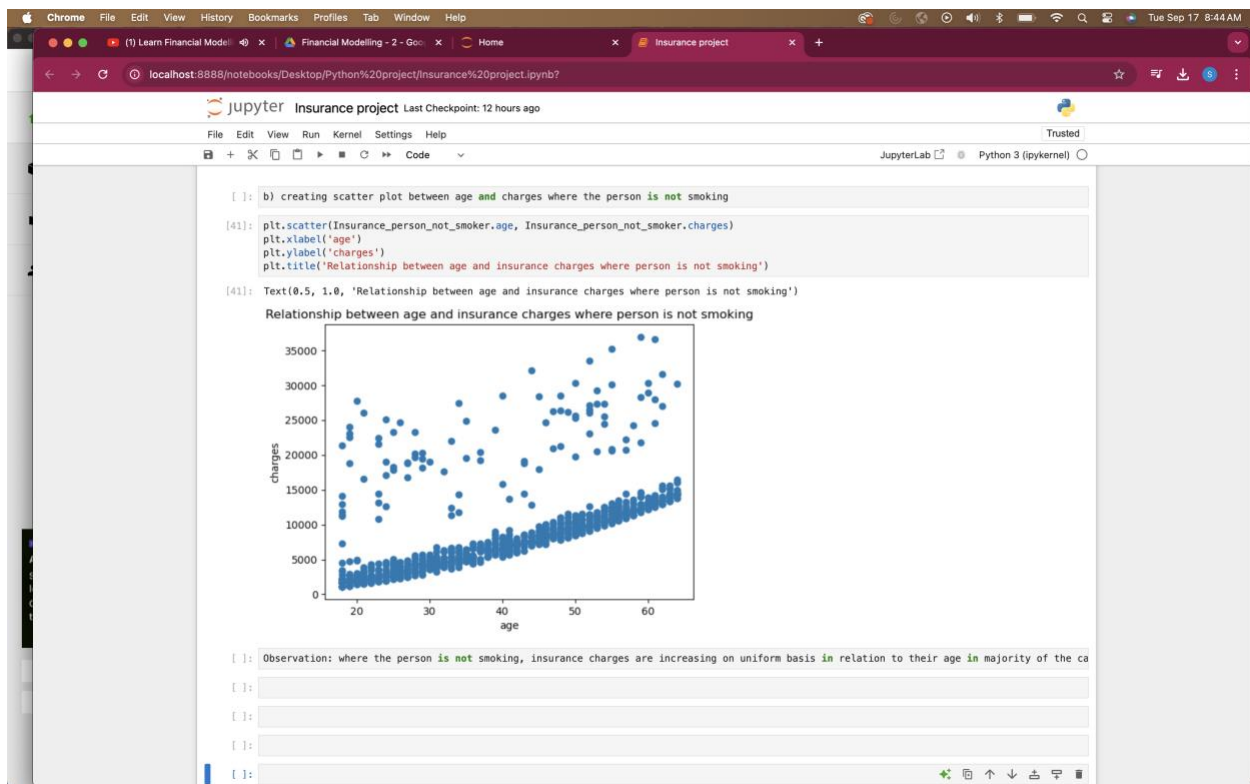 Chrome File Edit View History Bookmarks Profiles Tab Window Help Tue Sep 17 8:44 AM
(1) Learn Financial Modell Financial Modelling - 2 - Goo Home Insurance project
localhost:8888/notebooks/Desktop/Python%20project/Insurance%20project.ipynb? S
jupyter Insurance project Last Checkpoint: 12 hours ago
File Edit View Run Kernel Settings Help Trusted
Code JupyterLab Python 3 (ipykernel)
[ ]: b) creating scatter plot between age and charges where the person is not smoking
[41]: plt.scatter(Insurance_person_not_smoker.age, Insurance_person_not_smoker.charges)
plt.xlabel('age')
plt.ylabel('charges')
plt.title('Relationship between age and insurance charges where person is not smoking')
[41]: Text(0.5, 1.0, 'Relationship between age and insurance charges where person is not smoking')
Relationship between age and insurance charges where person is not smoking
35000
30000
25000
20000
15000
10000
5000
0
charges
20 30 40 50 60
age
[ ]: Observation: where the person is not smoking, insurance charges are increasing on uniform basis in relation to their age in majority of the ca
[ ]:
[ ]:
[ ]:
[ ]: